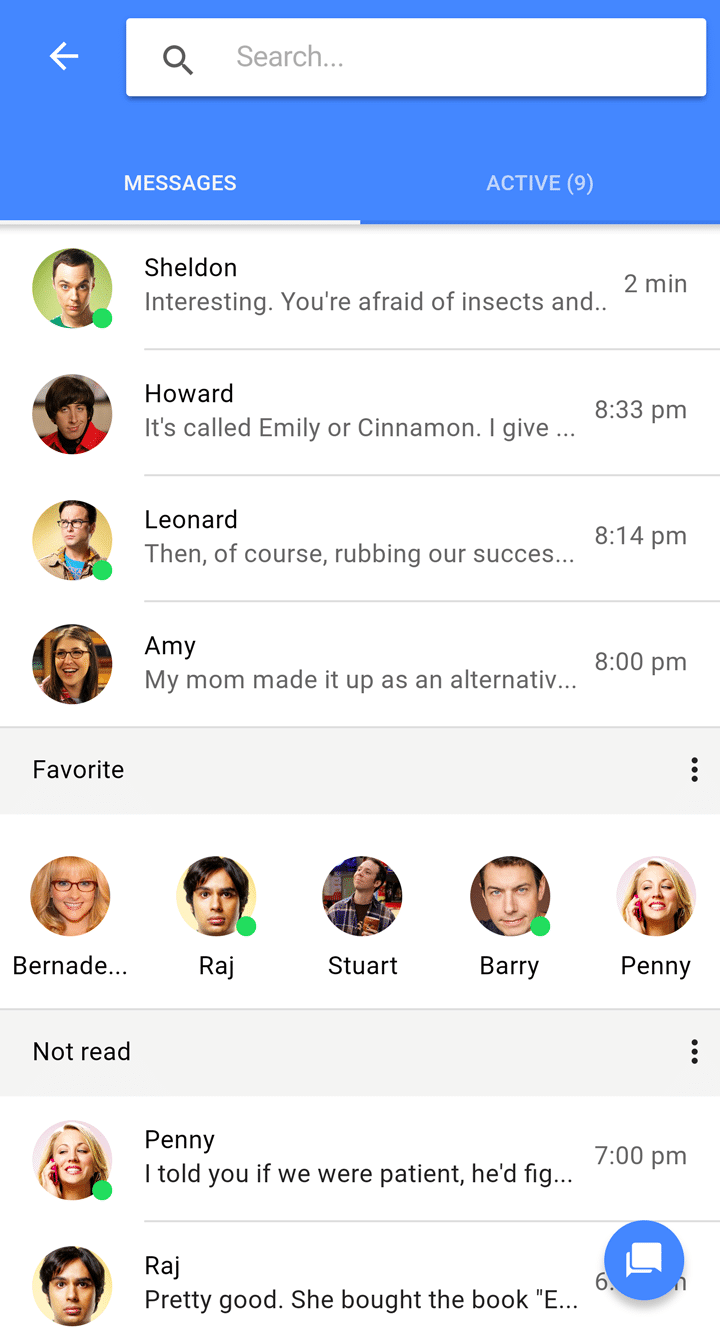 Search...
MESSAGES
ACTIVE (9)
Sheldon
Interesting. You're afraid of insects and..
2 min
Howard
It's called Emily or Cinnamon. I give ...
8:33 pm
Leonard
Then, of course, rubbing our succes...
8:14 pm
Amy
My mom made it up as an alternativ...
8:00 pm
Favorite
Bernade...
Raj
Stuart
Barry
Penny
Not read
Penny
I told you if we were patient, he'd fig...
7:00 pm
Raj
Pretty good. She bought the book "E...